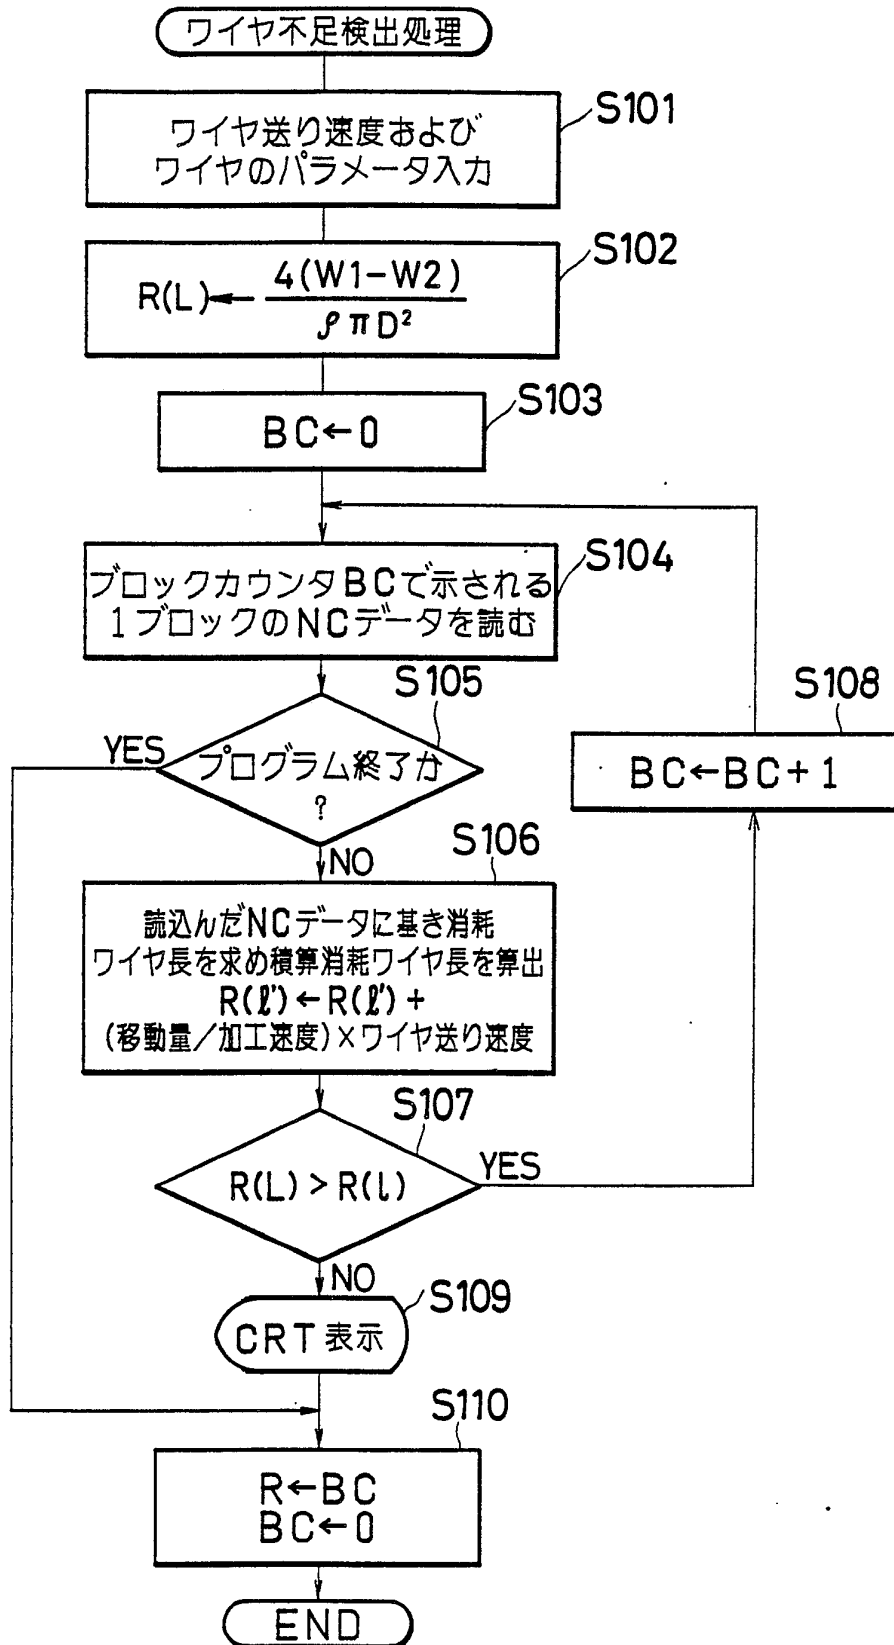 ワイヤ不足検出処理
S101
ワイヤ送り速度および
ワイヤのパラメータ入力
S102
R(L)← 4(W1-W2)
ρπD²
S103
BC←0
S104
ブロックカウンタBCで示される
1ブロックのNCデータを読む
S105
YES
プログラム終了か
?
NO
S108
BC←BC+1
S106
読込んだNCデータに基き消耗
ワイヤ長を求め積算消耗ワイヤ長を算出
R(ℓ')←R(ℓ')+
(移動量/加工速度)×ワイヤ送り速度
S107
R(L)>R(l)
YES
NO
S109
CRT表示
S110
R←BC
BC←0
END